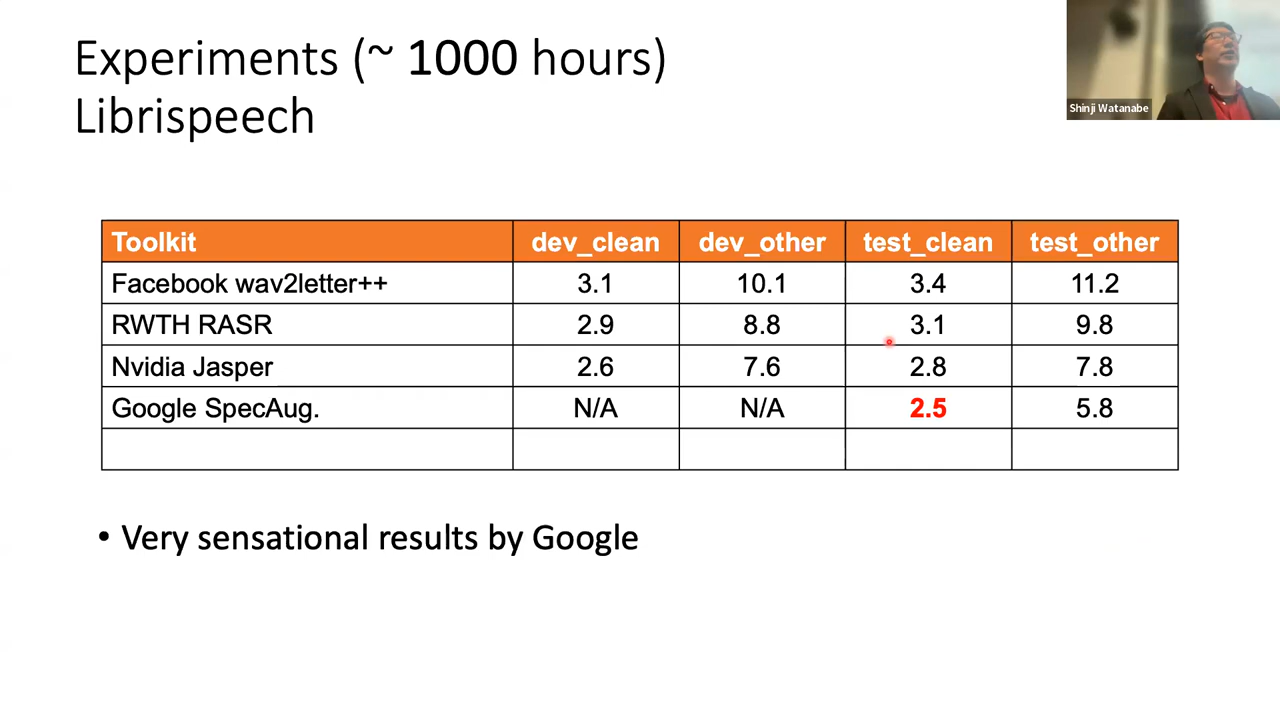 Experiments (~ 1000 hours)
Librispeech
Shinji Watanabe
Toolkit dev_clean dev_other test_clean test_other
Facebook wav2letter++ 3.1 10.1 3.4 11.2
RWTH RASR 2.9 8.8 3.1 9.8
Nvidia Jasper 2.6 7.6 2.8 7.8
Google SpecAug. N/A N/A 2.5 5.8
• Very sensational results by Google